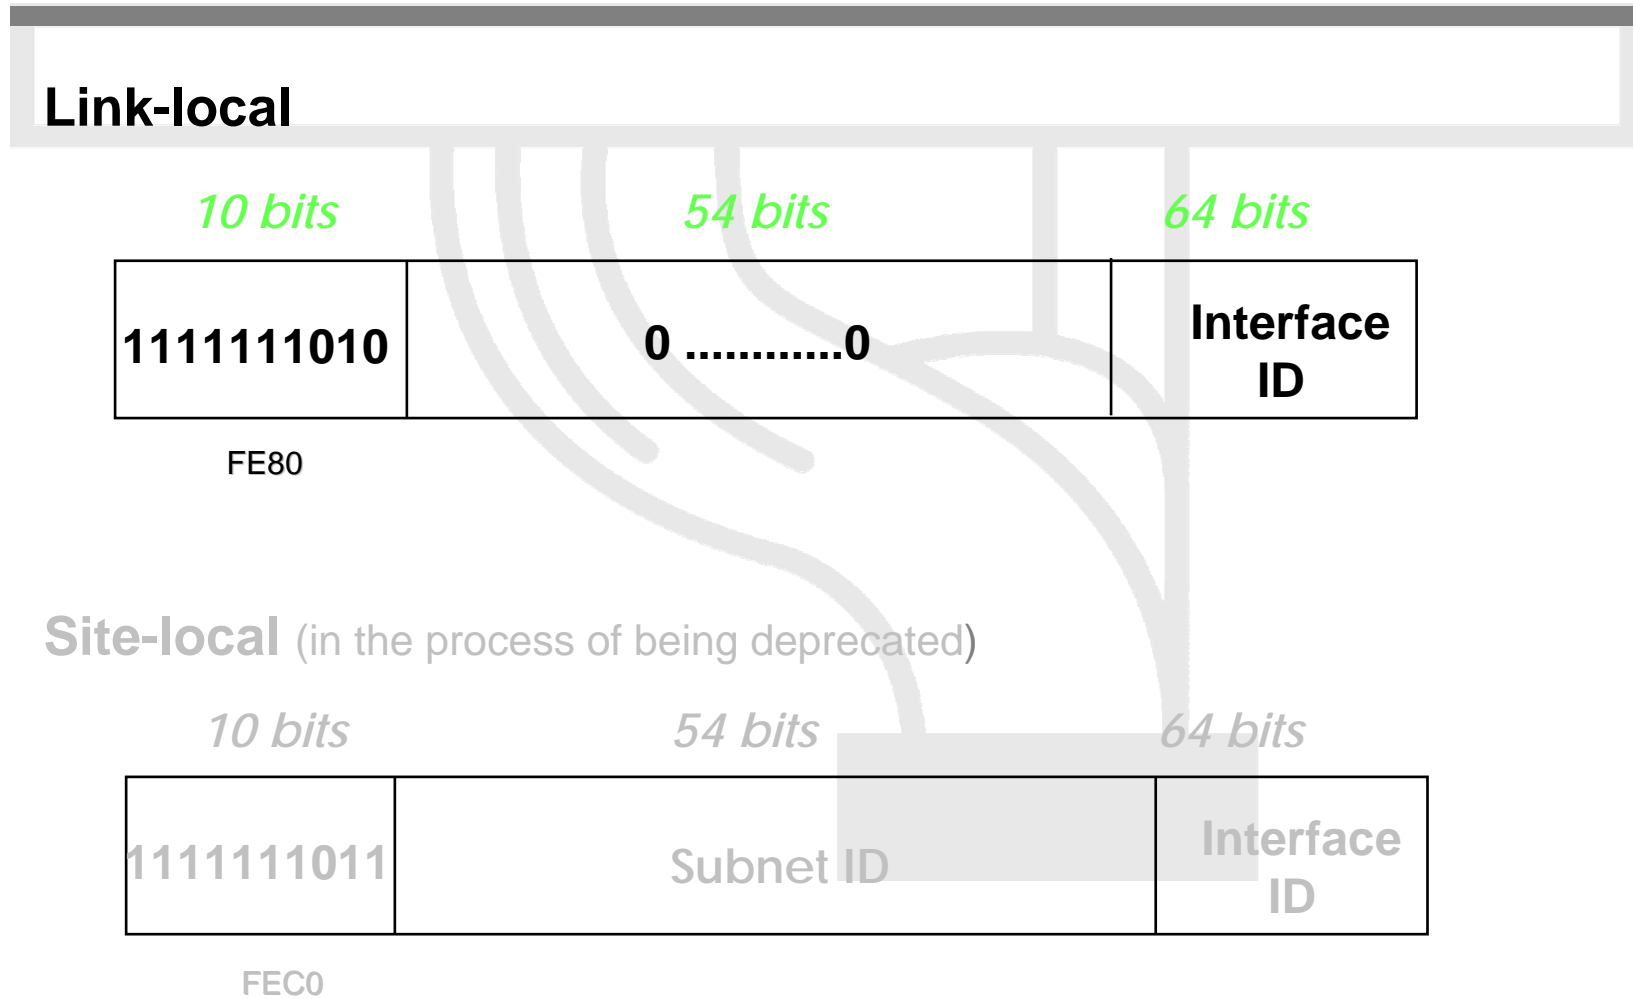 Link-local
10 bits 54 bits 64 bits
1111111010 0 ............0 Interface
ID
FE80
Site-local (in the process of being deprecated)
10 bits 54 bits 64 bits
1111111011 Subnet ID Interface
ID
FEC0